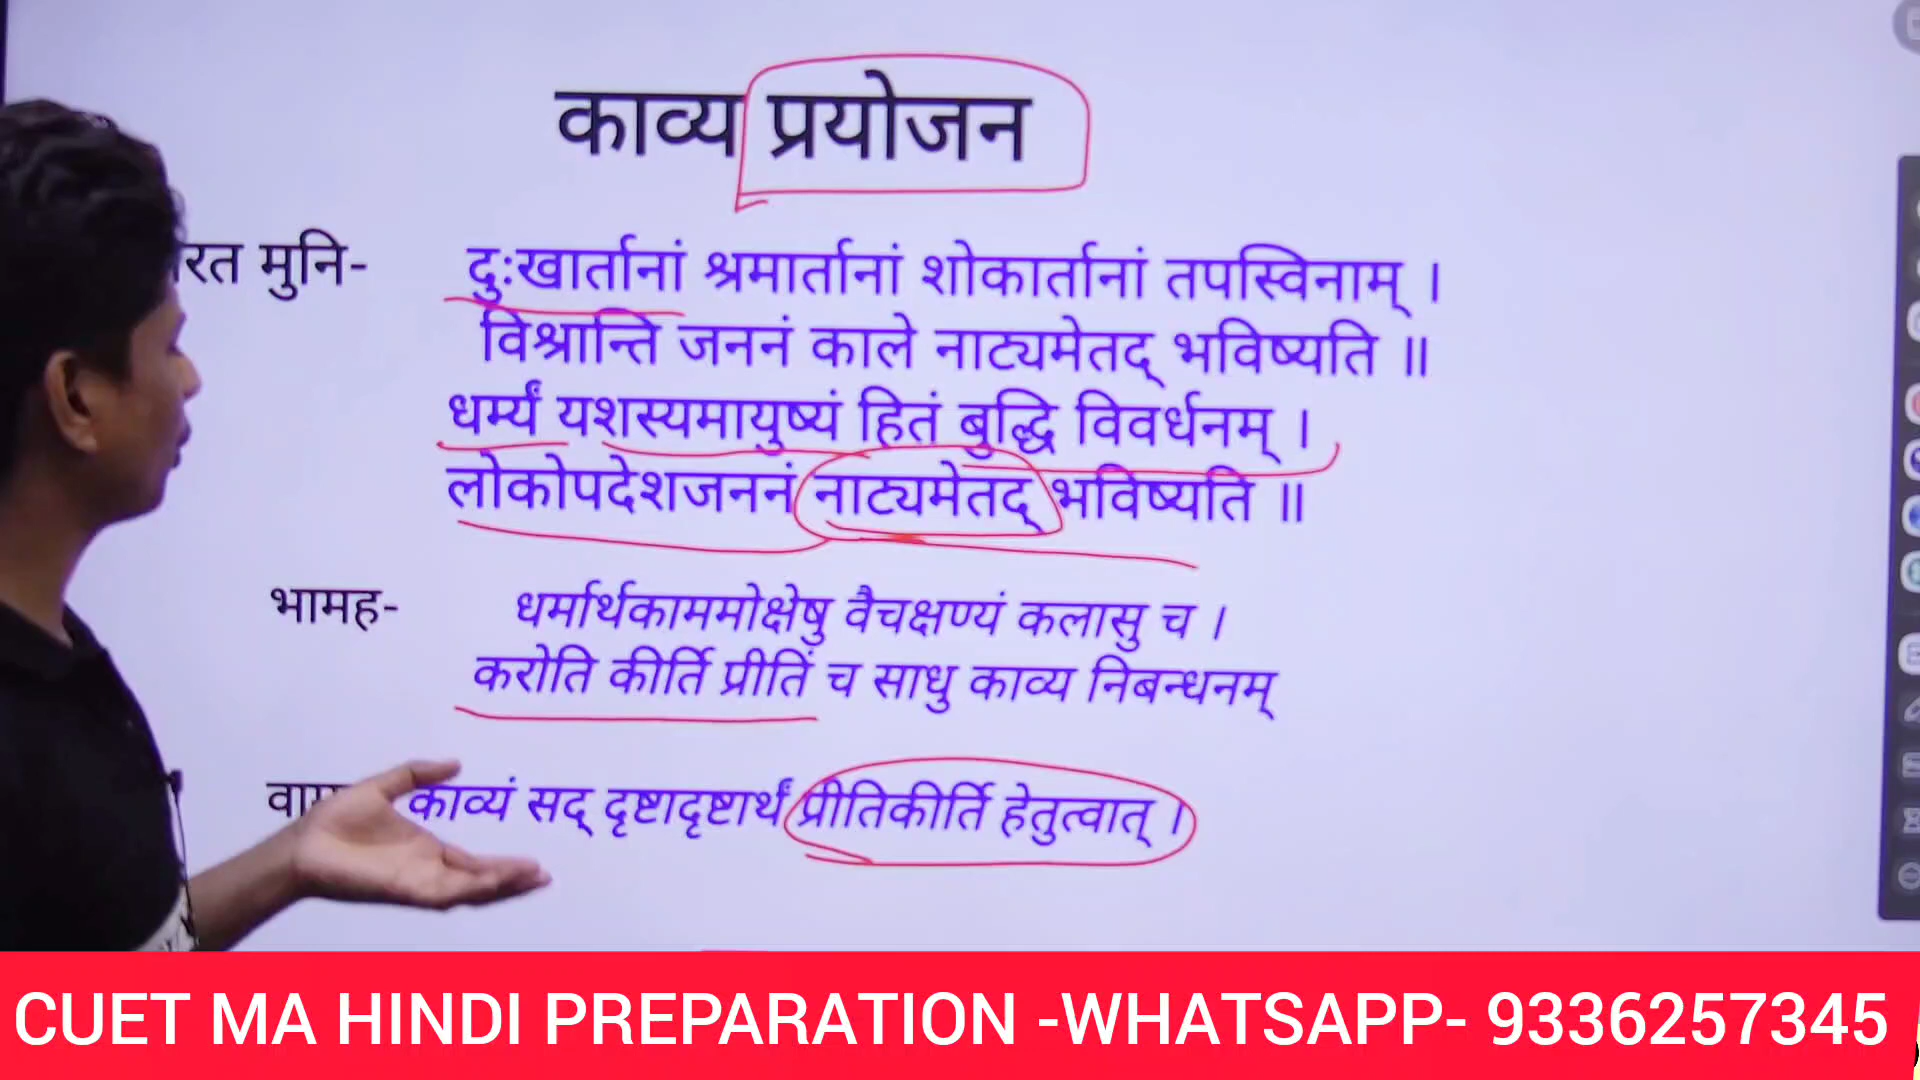 काव्य प्रयोजन
रत मुनि- दुःखार्तानां श्रमार्तानां शोकार्तानां तपस्विनाम् ।
विश्रान्ति जननं काले नाट्यमेतद् भविष्यति ॥
धर्म्यं यशस्यमायुष्यं हितं बुद्धि विवर्धनम् ।
लोकोपदेशजननं नाट्यमेतद् भविष्यति ॥
भामह- धर्मार्थकाममोक्षेषु वैचक्षण्यं कलासु च ।
करोति कीर्ति प्रीतिं च साधु काव्य निबन्धनम्
काव्यं सद् दृष्टादृष्टार्थं प्रीतिकीर्ति हेतुत्वात् ।
CUET MA HINDI PREPARATION -WHATSAPP- 9336257345